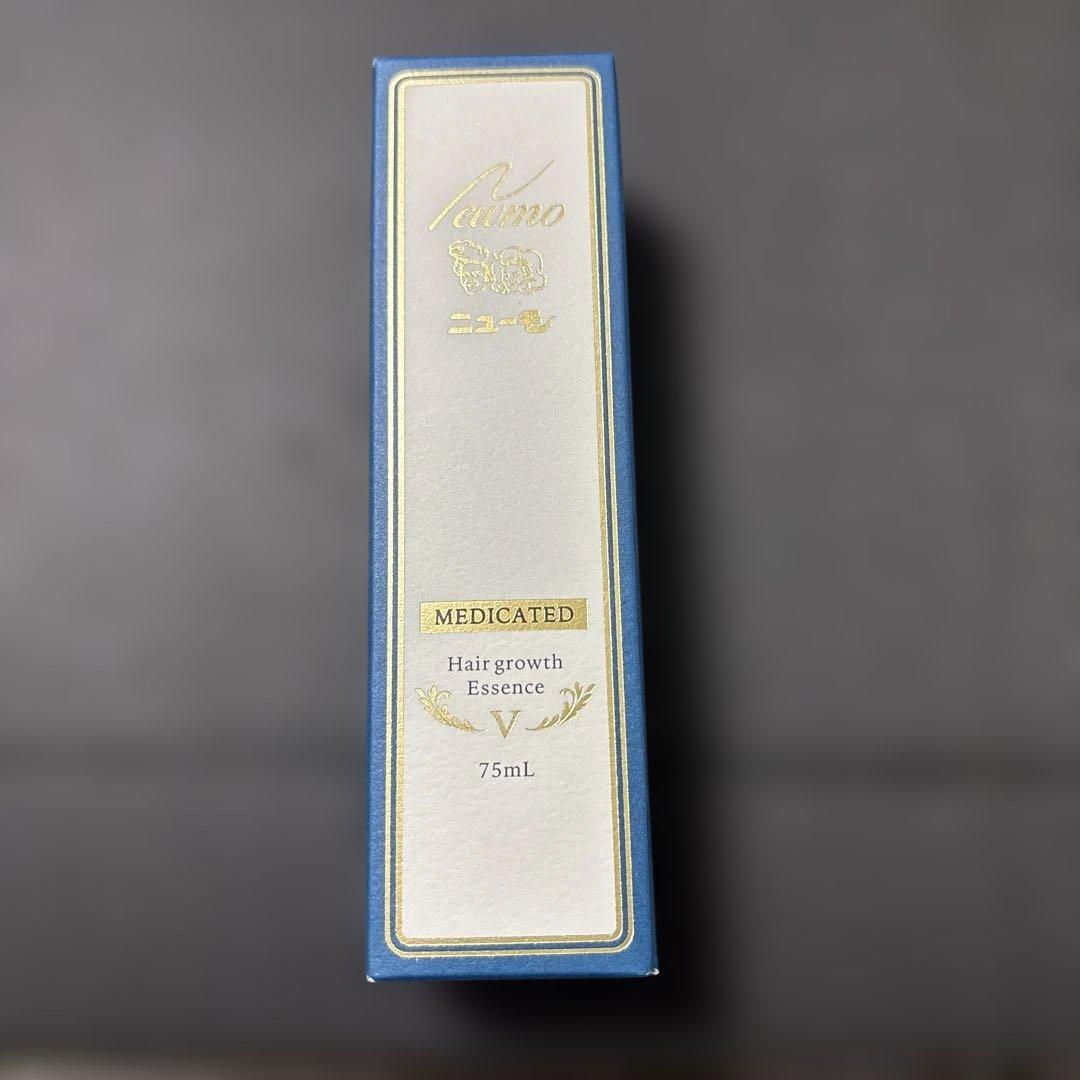 Newmo
ニューモ
MEDICATED
Hair growth
Essence
V
75mL